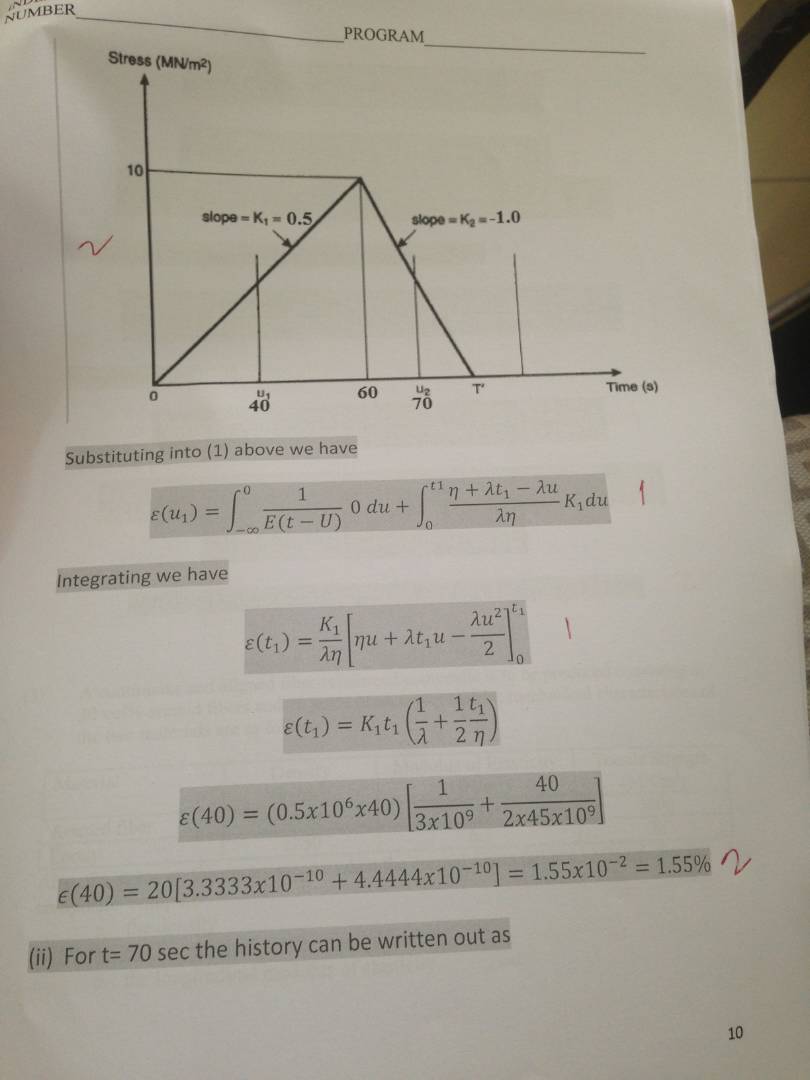 NUMBER
PROGRAM
Stress (MN/m²)
10
slope = K₁ = 0.5
slope = K₂ = -1.0
0
u₁
40
60
u₂
70
T'
Time (s)
Substituting into (1) above we have
ε(u₁) = ∫_{-∞}^{0} 1/E(t − U) 0 du + ∫_{0}^{t1} (η + λt₁ − λu)/λη K₁du
1
Integrating we have
ε(t₁) = K₁/λη [ηu + λt₁u − λu²/2]₀^{t₁}
1
ε(t₁) = K₁t₁ (1/λ + 1/2 t₁/η)
ε(40) = (0.5x10⁶x40) [1/3x10⁹ + 40/2x45x10⁹]
ϵ(40) = 20[3.3333x10⁻¹⁰ + 4.4444x10⁻¹⁰] = 1.55x10⁻² = 1.55%
2
(ii) For t= 70 sec the history can be written out as
10